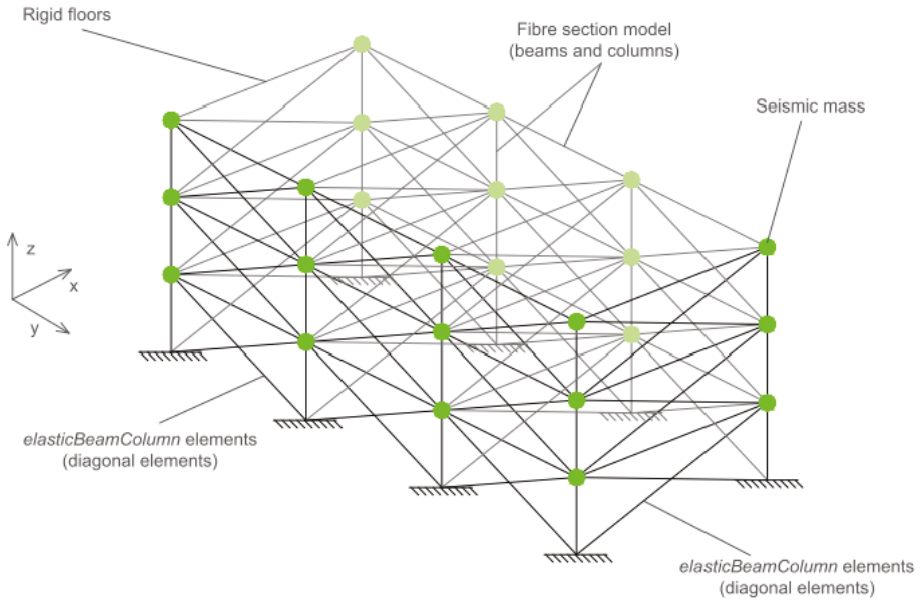 Rigid floors
Fibre section model
(beams and columns)
Seismic mass
z
x
y
elasticBeamColumn elements
(diagonal elements)
elasticBeamColumn elements
(diagonal elements)